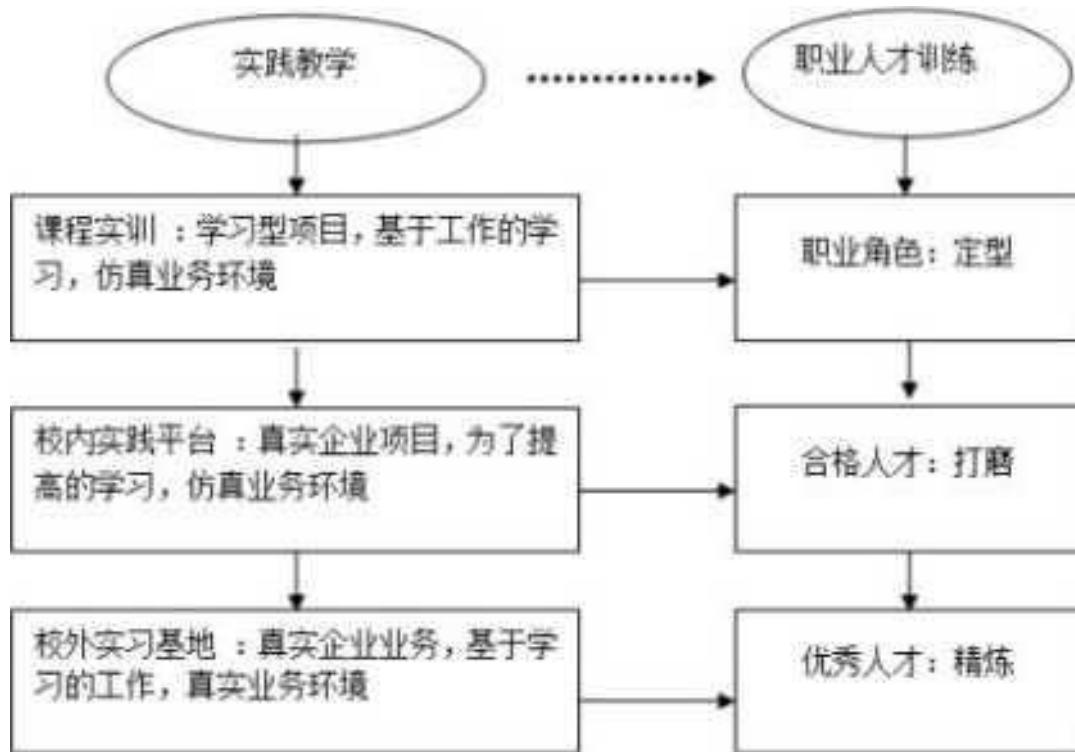 实践教学
职业人才训练
课程实训 ：学习型项目，基于工作的学
习，仿真业务环境
职业角色：定型
校内实践平台 ：真实企业项目，为了提
高的学习，仿真业务环境
合格人才：打磨
校外实习基地 ：真实企业业务，基于学
习的工作，真实业务环境
优秀人才：精炼